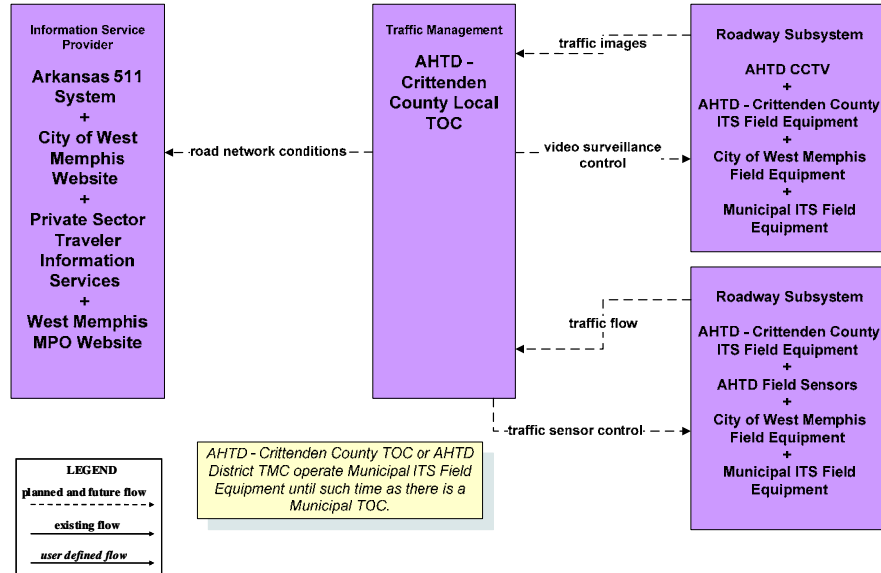 Information Service
Provider
Arkansas 511
System
+
City of West
Memphis
Website
+
Private Sector
Traveler
Information
Services
+
West Memphis
MPO Website
road network conditions
Traffic Management
AHTD -
Crittenden
County Local
TOC
traffic images
video surveillance
control
traffic flow
traffic sensor control
Roadway Subsystem
AHTD CCTV
+
AHTD - Crittenden County
ITS Field Equipment
+
City of West Memphis
Field Equipment
+
Municipal ITS Field
Equipment
Roadway Subsystem
AHTD - Crittenden County
ITS Field Equipment
+
AHTD Field Sensors
+
City of West Memphis
Field Equipment
+
Municipal ITS Field
Equipment
AHTD - Crittenden County TOC or AHTD
District TMC operate Municipal ITS Field
Equipment until such time as there is a
Municipal TOC.
LEGEND
planned and future flow
existing flow
user defined flow